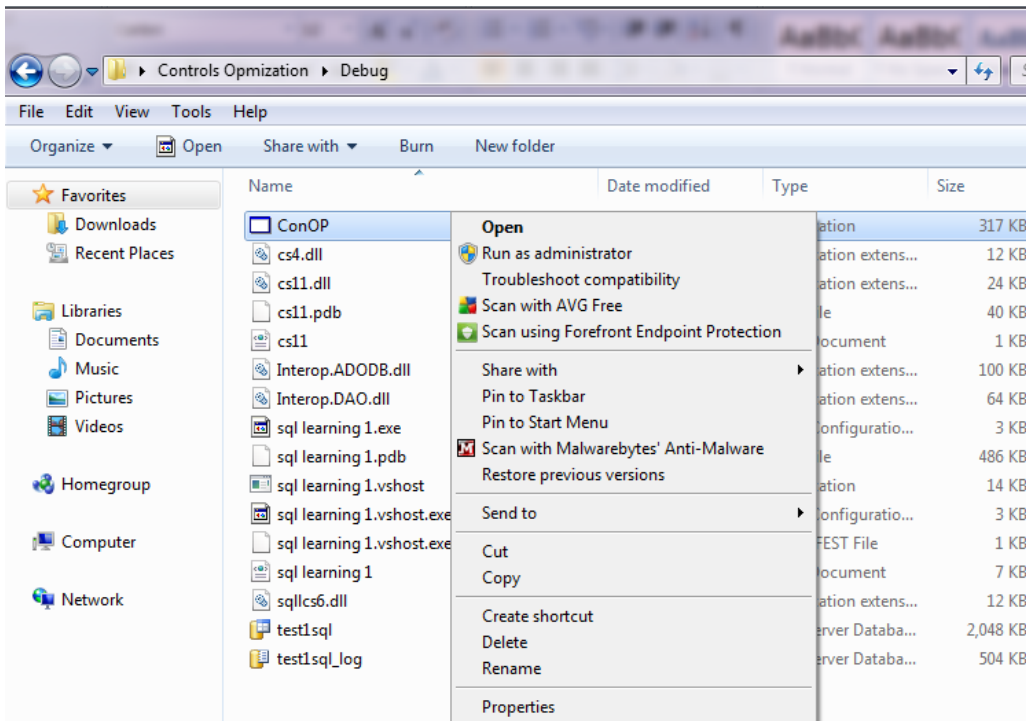 AaBbC AaBbC
Controls Opmization Debug
File Edit View Tools Help
Organize Open Share with Burn New folder
Name Date modified Type Size
Favorites
Downloads
Recent Places
Libraries
Documents
Music
Pictures
Videos
Homegroup
Computer
Network
ConOP ation 317 KB
cs4.dll ation extens... 12 KB
cs11.dll ation extens... 24 KB
cs11.pdb le 40 KB
cs11 ocument 1 KB
Interop.ADODB.dll ation extens... 100 KB
Interop.DAO.dll ation extens... 64 KB
sql learning 1.exe onfiguratio... 3 KB
sql learning 1.pdb le 486 KB
sql learning 1.vshost ation 14 KB
sql learning 1.vshost.exe onfiguratio... 3 KB
sql learning 1.vshost.exe FEST File 1 KB
sql learning 1 ocument 7 KB
sqllcs6.dll ation extens... 12 KB
test1sql erver Databa... 2,048 KB
test1sql_log erver Databa... 504 KB
Open
Run as administrator
Troubleshoot compatibility
Scan with AVG Free
Scan using Forefront Endpoint Protection
Share with
Pin to Taskbar
Pin to Start Menu
Scan with Malwarebytes' Anti-Malware
Restore previous versions
Send to
Cut
Copy
Create shortcut
Delete
Rename
Properties